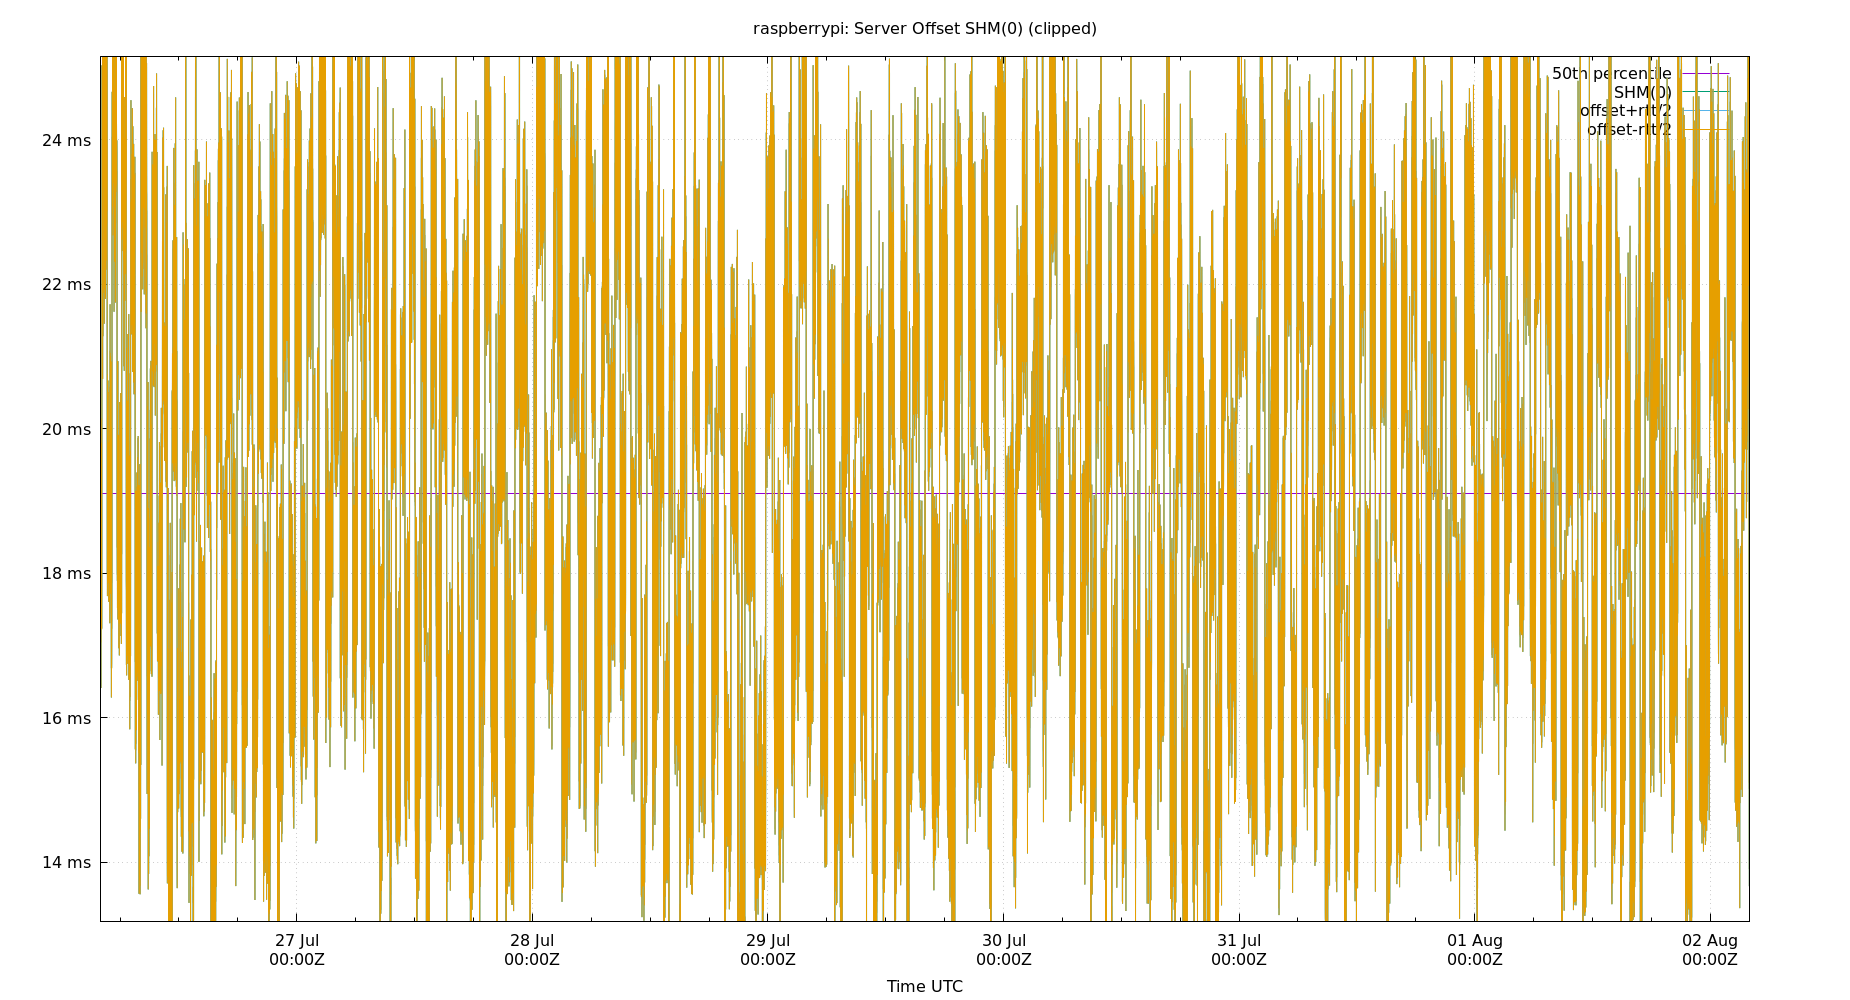 raspberrypi: Server Offset SHM(0) (clipped)
50th percentile
SHM(0)
offset+rtt/2
offset-rtt/2
24 ms
22 ms
20 ms
18 ms
16 ms
14 ms
27 Jul 28 Jul 29 Jul 30 Jul 31 Jul 01 Aug 02 Aug
00:00Z 00:00Z 00:00Z 00:00Z 00:00Z 00:00Z 00:00Z
Time UTC